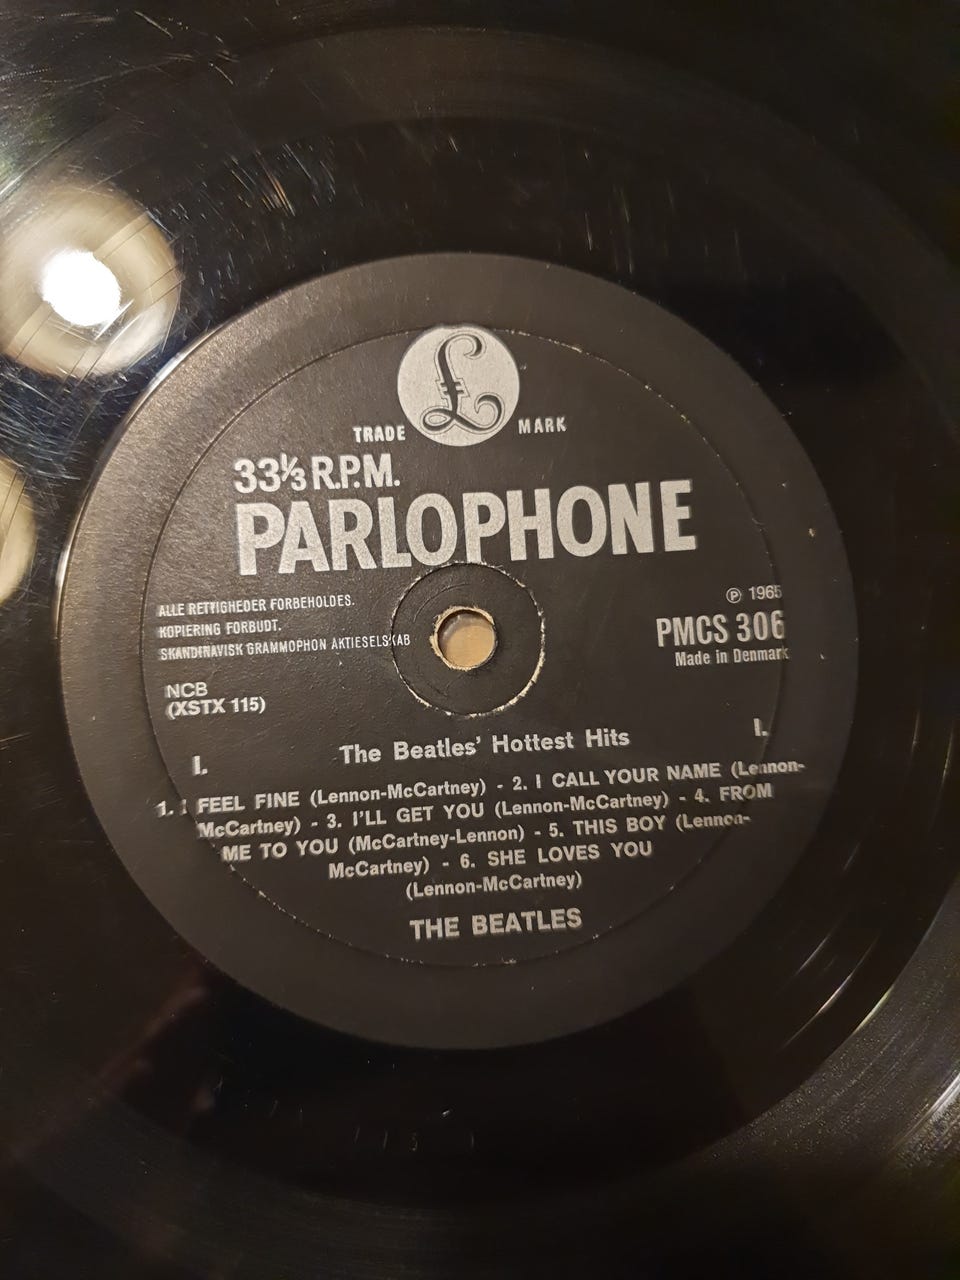 £
TRADE MARK
33⅓ R.P.M.
PARLOPHONE
ALLE RETTIGHEDER FORBEHOLDES.
KOPIERING FORBUDT.
SKANDINAVISK GRAMMOPHON AKTIESELSKAB
℗ 1965
PMCS 306
Made in Denmark
NCB
(XSTX 115)
I. I.
The Beatles' Hottest Hits
1. I FEEL FINE (Lennon-McCartney) - 2. I CALL YOUR NAME (Lennon-
McCartney) - 3. I'LL GET YOU (Lennon-McCartney) - 4. FROM
ME TO YOU (McCartney-Lennon) - 5. THIS BOY (Lennon-
McCartney) - 6. SHE LOVES YOU
(Lennon-McCartney)
THE BEATLES